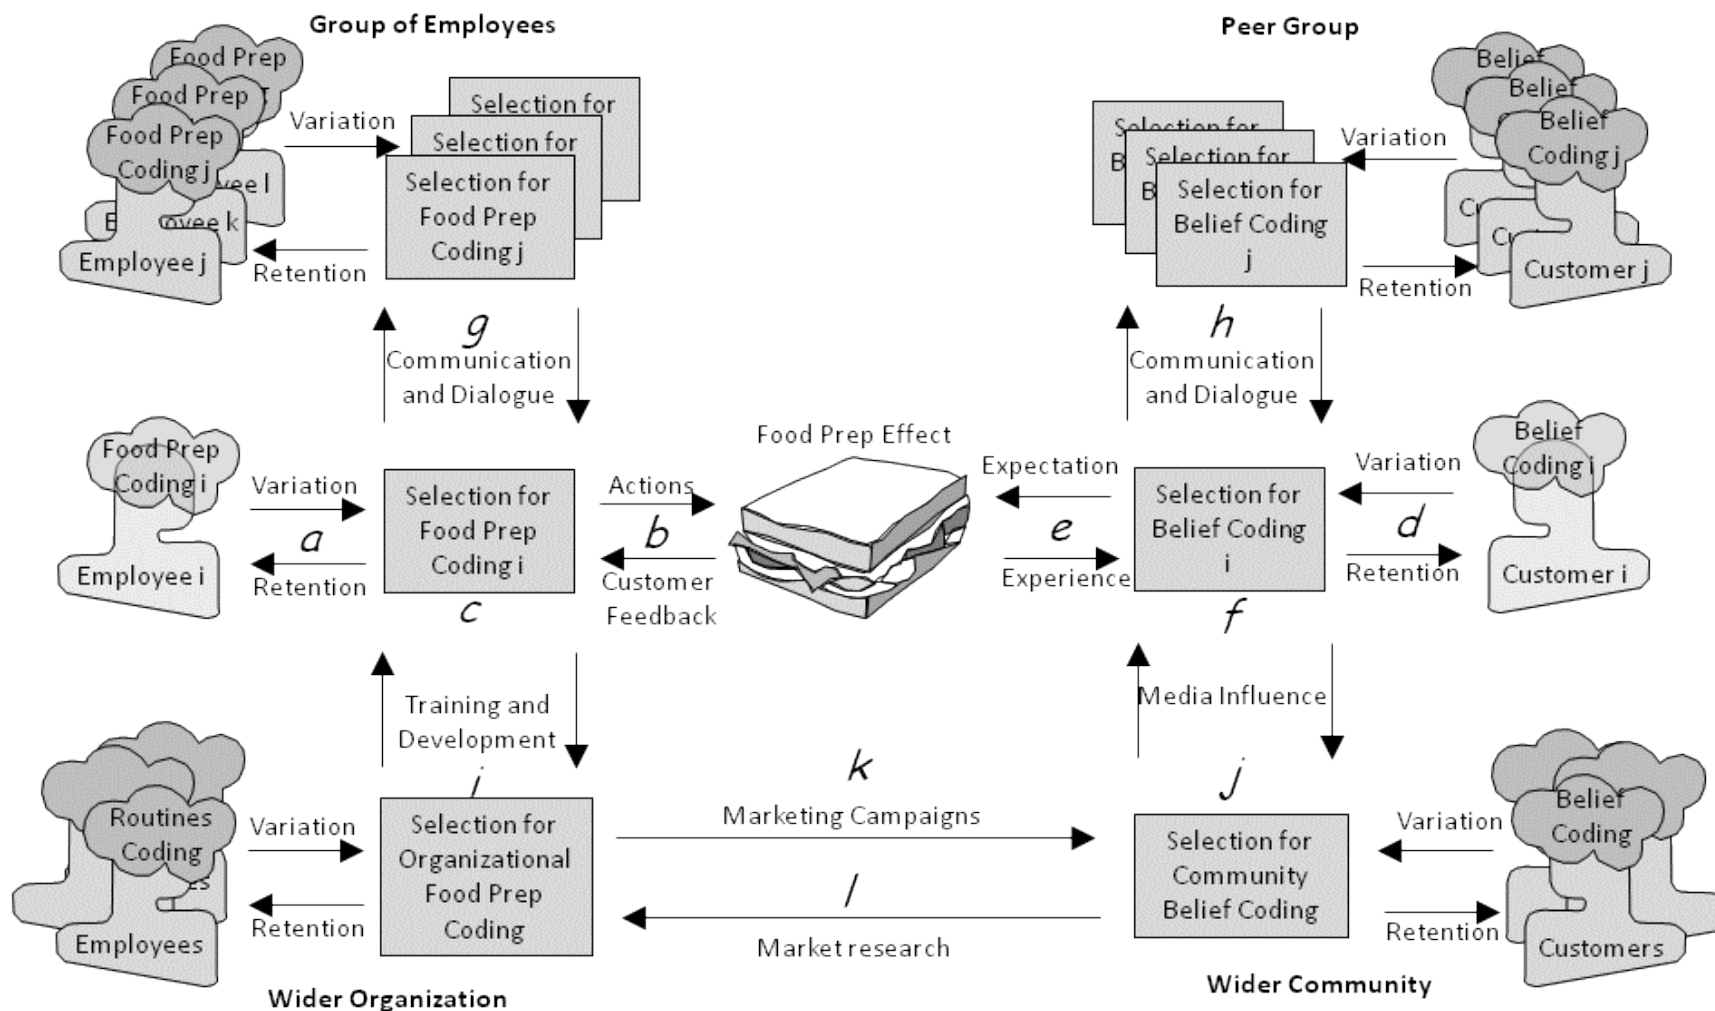 Group of Employees
Peer Group
Food Prep
Food Prep
Food Prep
Coding j
Employee j
Variation
Retention
Selection for
Selection for
Selection for
Food Prep
Coding j
Selection for
Selection for
Selection for
Belief Coding
j
Variation
Retention
Belief
Belief
Belief
Coding j
Customer j
g
Communication
and Dialogue
h
Communication
and Dialogue
Food Prep
Coding i
Employee i
Variation
a
Retention
Selection for
Food Prep
Coding i
c
Actions
b
Customer
Feedback
Food Prep Effect
Expectation
e
Experience
Selection for
Belief Coding
i
f
Variation
d
Retention
Belief
Coding i
Customer i
Training and
Development
i
Media Influence
j
Routines
Coding
Employees
Variation
Retention
Selection for
Organizational
Food Prep
Coding
k
Marketing Campaigns
l
Market research
Selection for
Community
Belief Coding
Variation
Retention
Belief
Coding
Customers
Wider Organization
Wider Community